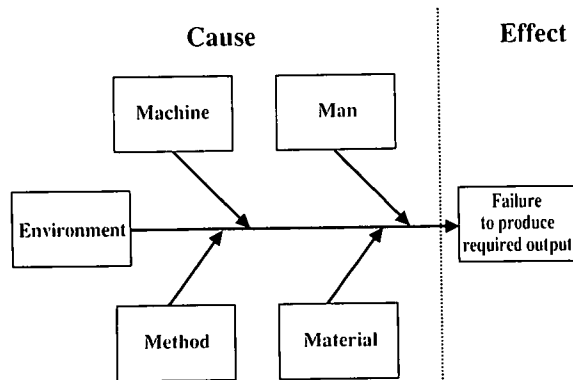 Cause
Effect
Machine
Man
Environment
Failure
to produce
required output
Method
Material